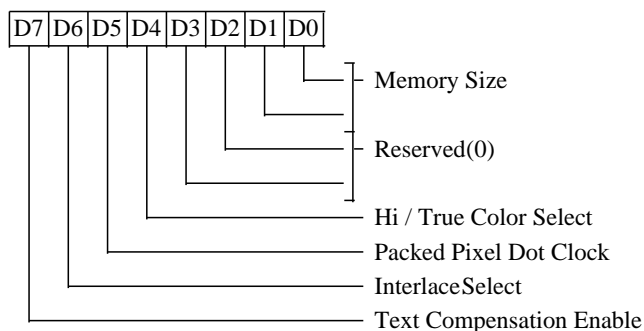 D7 D6 D5 D4 D3 D2 D1 D0
Memory Size
Reserved(0)
Hi / True Color Select
Packed Pixel Dot Clock
InterlaceSelect
Text Compensation Enable